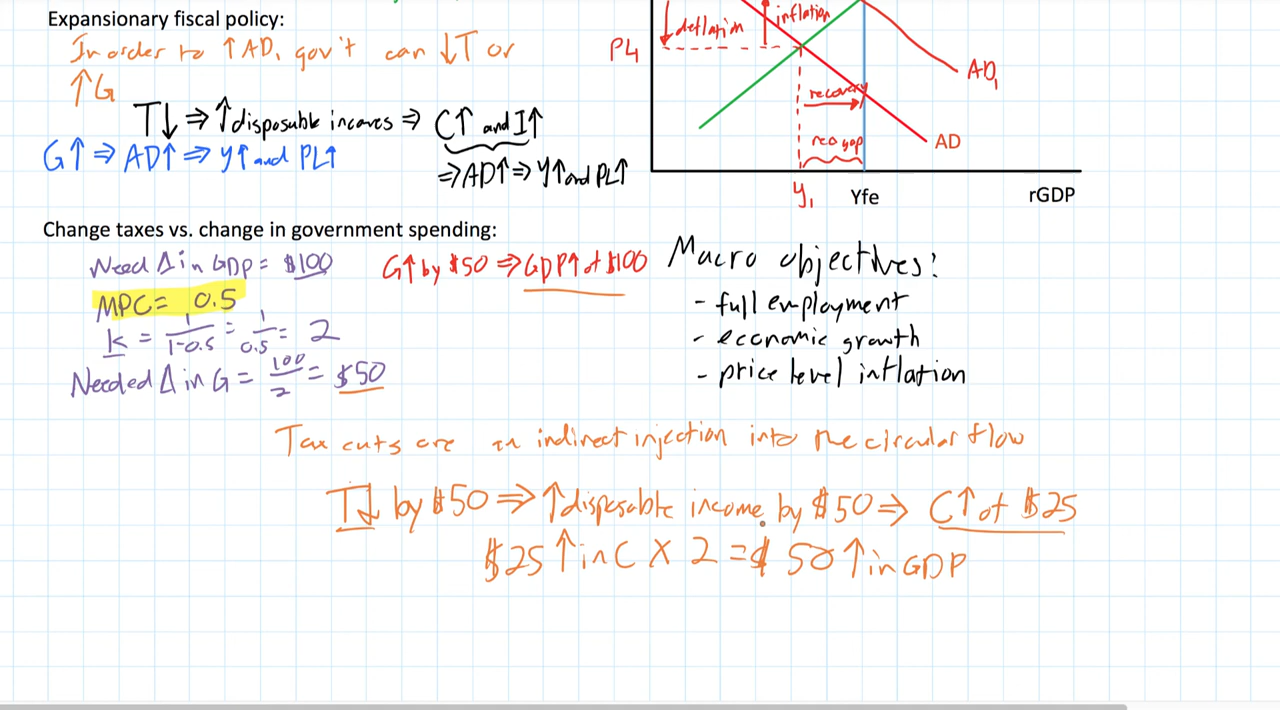 Expansionary fiscal policy:
In order to ↑AD, gov't can ↓T or
↑G
T↓ ⇒ ↑disposable incomes ⇒ C↑ and I↑
⇒ AD↑ ⇒ Y↑ and PL↑
G↑ ⇒ AD↑ ⇒ Y↑ and PL↑
↓deflation
↑inflation
PL1
AD1
recovery
rec gap
AD
Y1
Yfe
rGDP
Change taxes vs. change in government spending:
Need Δ in GDP = $100
MPC = 0.5
k = 1/1-0.5 = 1/0.5 = 2
Needed Δ in G = 100/2 = $50
G↑ by $50 ⇒ GDP↑ of $100
Macro objectives:
- full employment
- economic growth
- price level inflation
Tax cuts are an indirect injection into the circular flow
T↓ by $50 ⇒ ↑disposable income by $50 ⇒ C↑ of $25
$25 ↑ in C X 2 = $50 ↑ in GDP